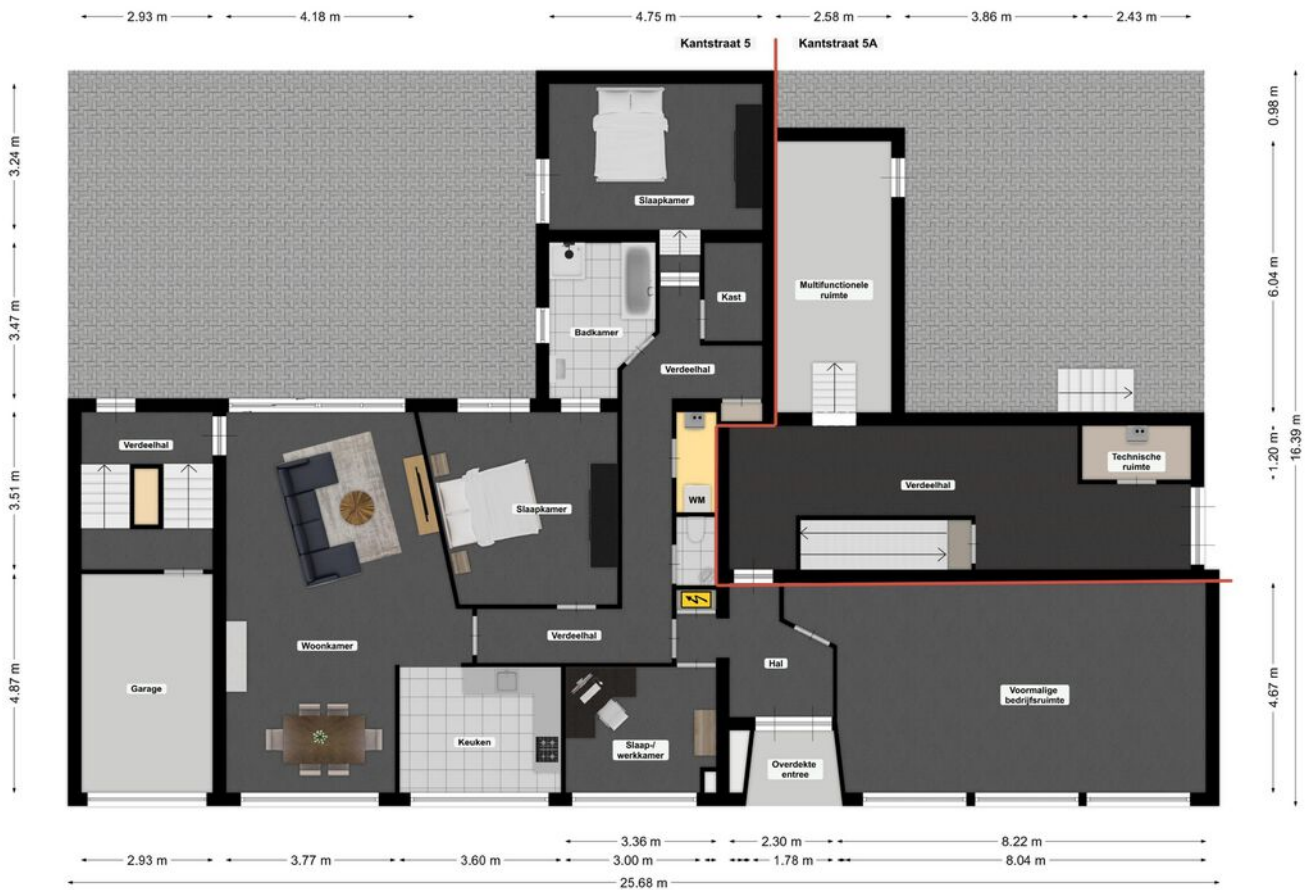 2.93 m
4.18 m
4.75 m
2.58 m
3.86 m
2.43 m
Kantstraat 5
Kantstraat 5A
3.24 m
3.47 m
3.51 m
4.87 m
0.98 m
6.04 m
1.20 m
4.67 m
16.39 m
Slaapkamer
Multifunctionele
ruimte
Kast
Badkamer
Verdeelhal
Verdeelhal
Technische
ruimte
Verdeelhal
WM
Slaapkamer
Verdeelhal
Woonkamer
Hal
Garage
Voormalige
bedrijfsruimte
Keuken
Slaap-/
werkkamer
Overdekte
entree
3.36 m
2.30 m
8.22 m
2.93 m
3.77 m
3.60 m
3.00 m
1.78 m
8.04 m
25.68 m